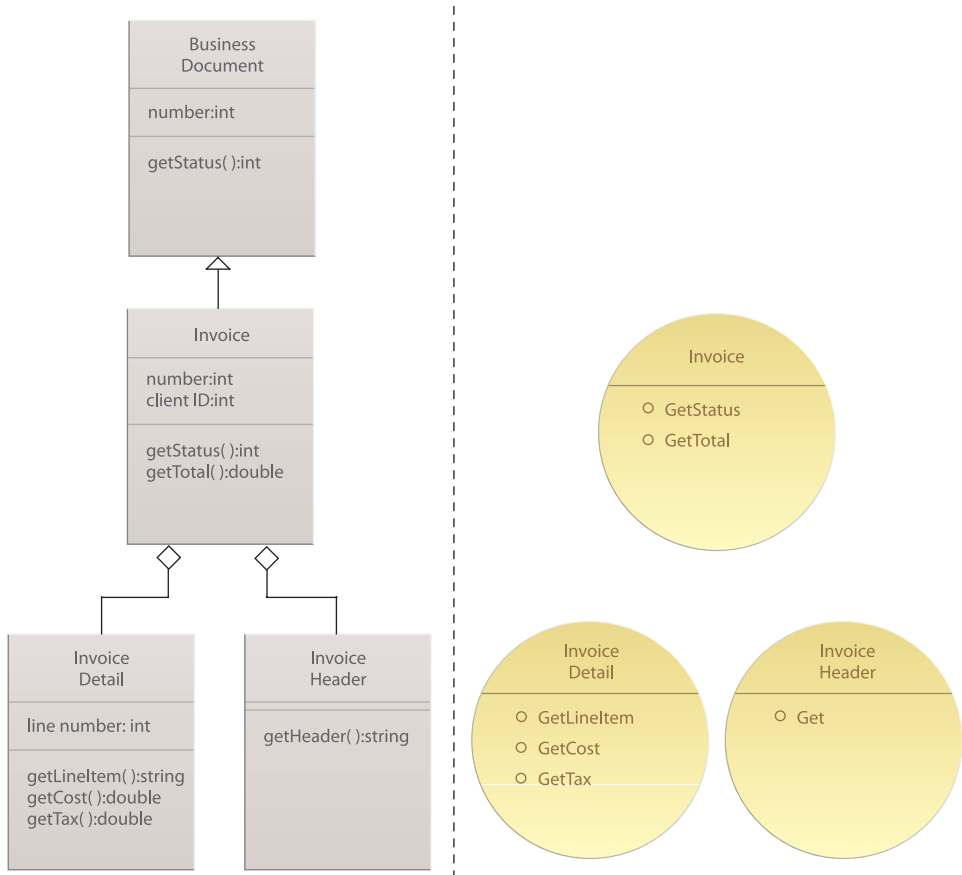 Business
Document
number:int
getStatus( ):int
Invoice
number:int
client ID:int
getStatus( ):int
getTotal( ):double
Invoice
Detail
line number: int
getLineItem( ):string
getCost( ):double
getTax( ):double
Invoice
Header
getHeader( ):string
Invoice
GetStatus
GetTotal
Invoice
Detail
GetLineItem
GetCost
GetTax
Invoice
Header
Get